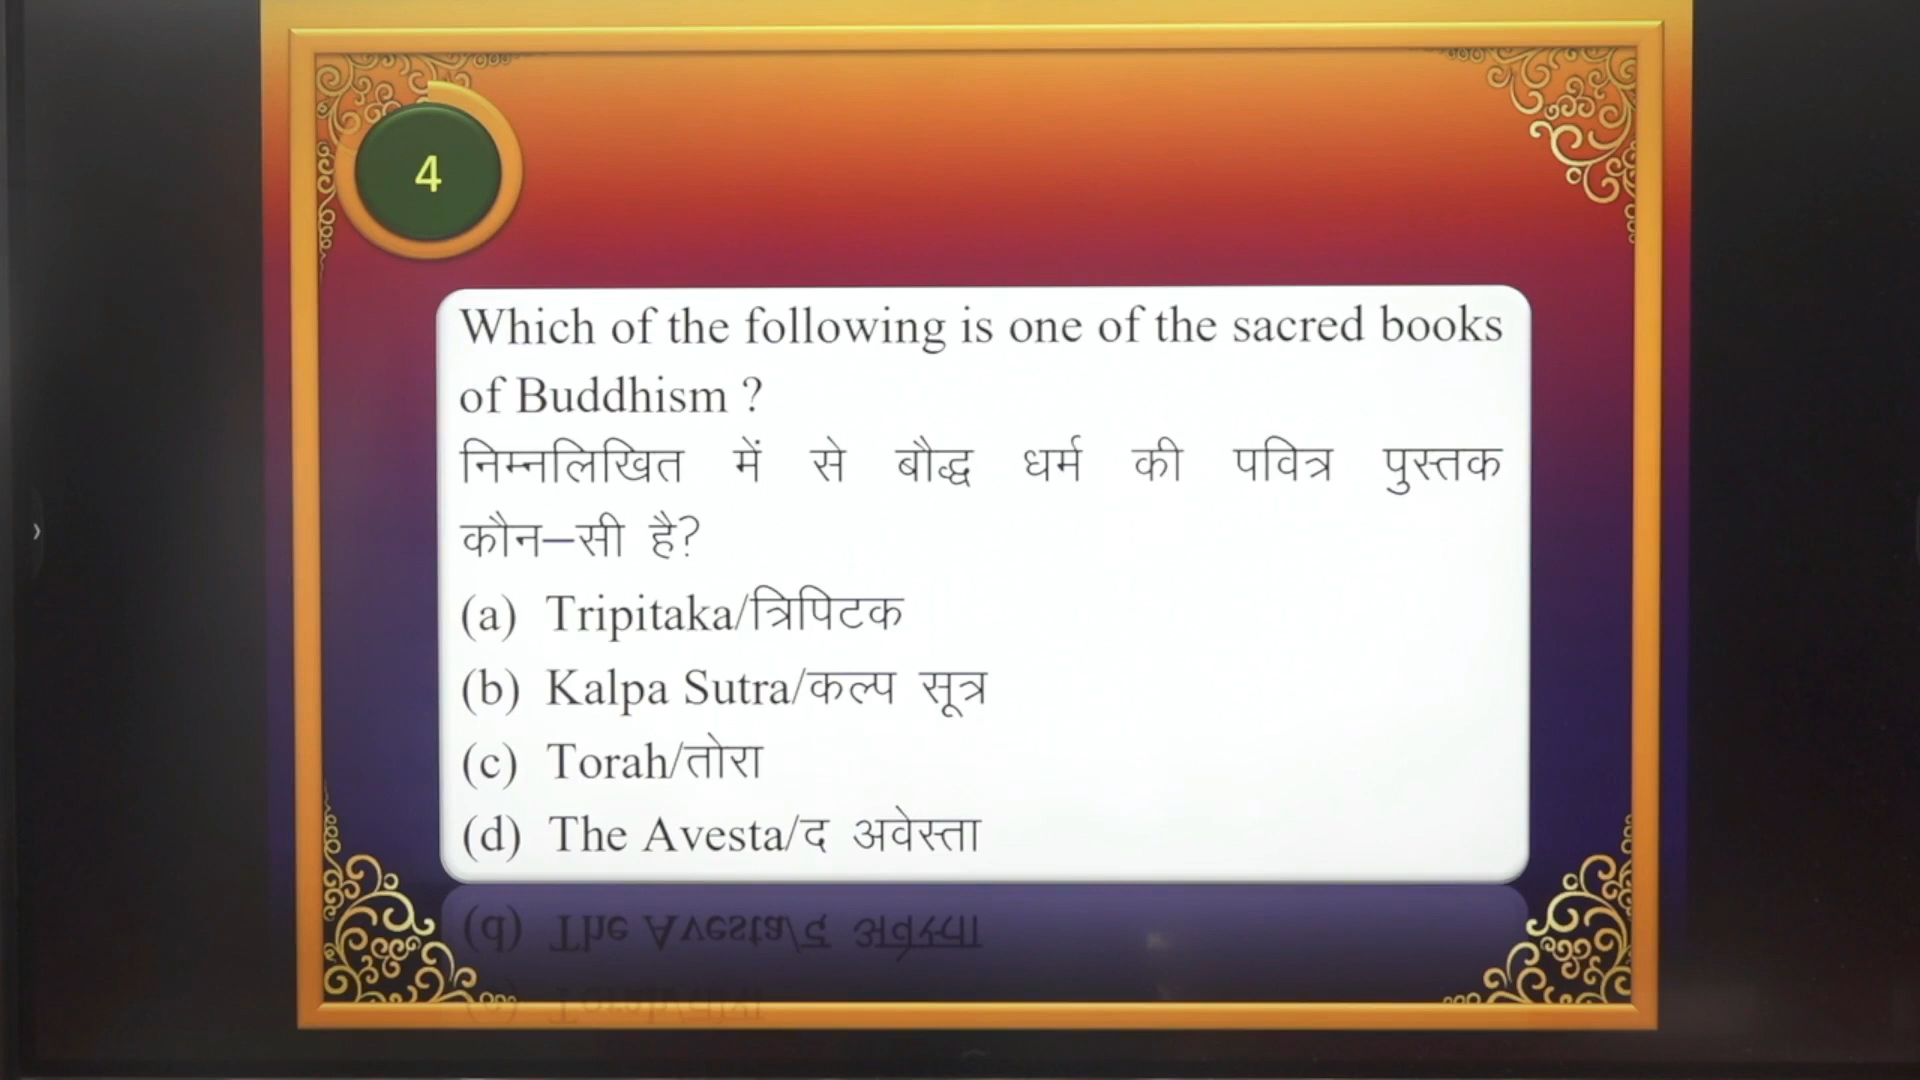 4
Which of the following is one of the sacred books
of Buddhism ?
निम्नलिखित में से बौद्ध धर्म की पवित्र पुस्तक
कौन–सी है?
(a) Tripitaka/त्रिपिटक
(b) Kalpa Sutra/कल्प सूत्र
(c) Torah/तोरा
(d) The Avesta/द अवेस्ता